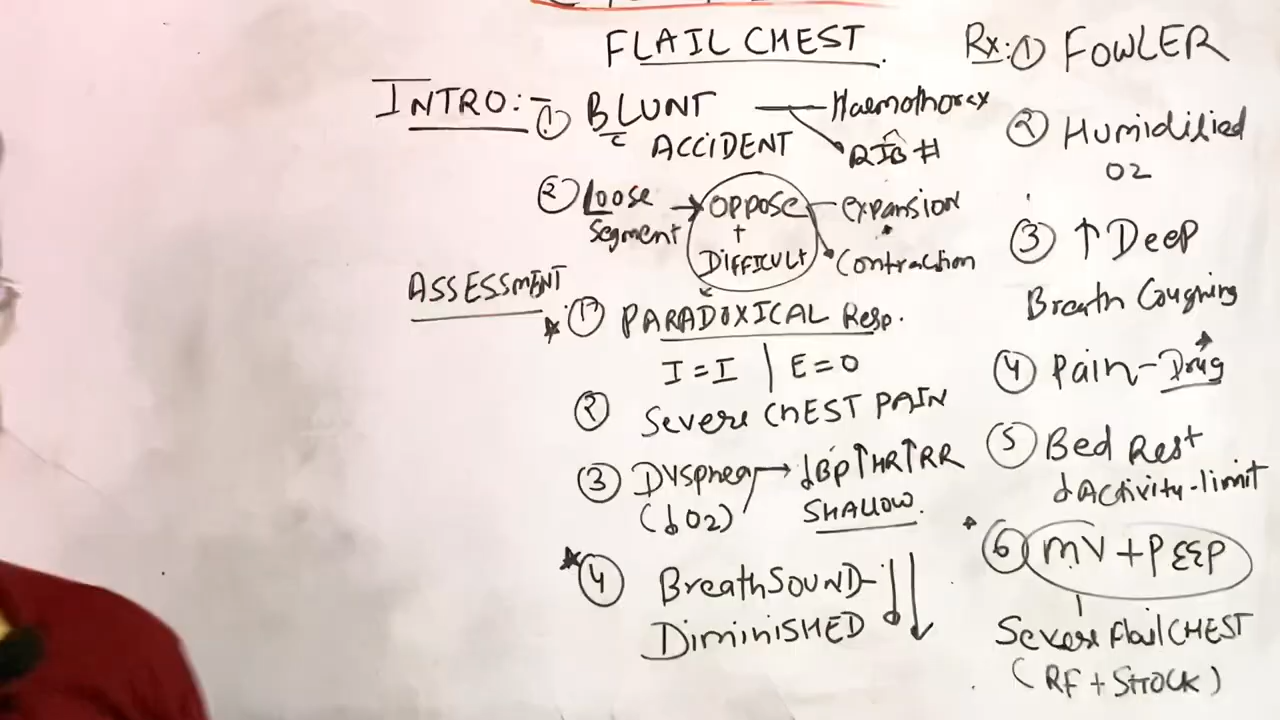 FLAIL CHEST
INTRO:-
① BLUNT — Haemothorax
ACCIDENT RIB #
② Loose → OPPOSE — expansion
Segment + 
DIFFICULT Contraction
ASSESSMENT
① PARADOXICAL Resp.
I = I | E = O
② Severe CHEST PAIN
③ Dyspnea → ↓Bp↑HR↑RR
(↓O2) SHALLOW.
④ Breath SOUND- ↓↓
DiminiSHED
Rx:① FOWLER
② Humidified
O2
③ ↑ Deep
Breath Coughing
④ Pain-Drug
⑤ Bed Rest
↓Activity-limit
⑥ MV + PEEP
Severe Flail CHEST
(RF + SHOCK)